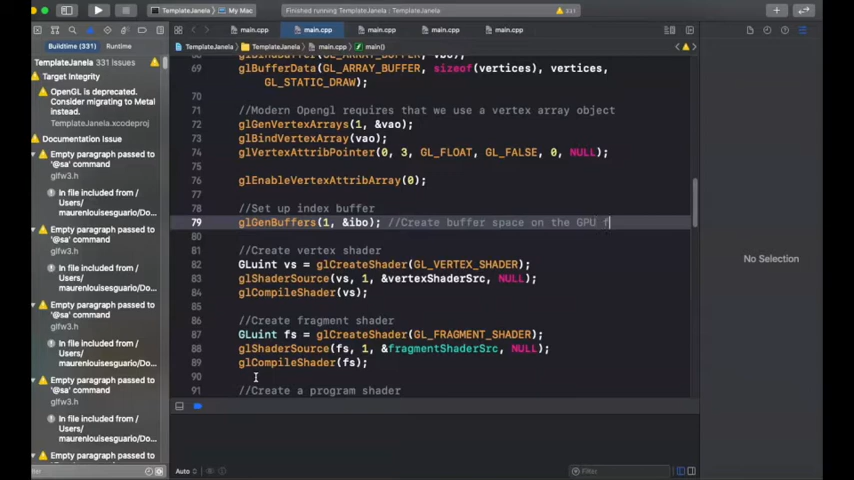 TemplateJanela
My Mac
Finished running TemplateJanela
331
main.cpp
main.cpp
main.cpp
main.cpp
main.cpp
Buildtime (331)
Runtime
TemplateJanela
TemplateJanela
main.cpp
main()
TemplateJanela 331 Issues
Target Integrity
OpenGL is deprecated.
Consider migrating to Metal
instead.
TemplateJanela.xcodeproj
Documentation Issue
Empty paragraph passed to
'@sa' command
glfw3.h
In file included from /
Users/
maurenlouisesguario/Do...
Empty paragraph passed to
'@sa' command
glfw3.h
In file included from /
Users/
maurenlouisesguario/Do...
Empty paragraph passed to
'@sa' command
glfw3.h
In file included from /
Users/
maurenlouisesguario/Do...
Empty paragraph passed to
'@sa' command
glfw3.h
In file included from /
Users/
maurenlouisesguario/Do...
Empty paragraph passed to
69 glBufferData(GL_ARRAY_BUFFER, sizeof(vertices), vertices,
GL_STATIC_DRAW);
70
71 //Modern Opengl requires that we use a vertex array object
72 glGenVertexArrays(1, &vao);
73 glBindVertexArray(vao);
74 glVertexAttribPointer(0, 3, GL_FLOAT, GL_FALSE, 0, NULL);
75
76 glEnableVertexAttribArray(0);
77
78 //Set up index buffer
79 glGenBuffers(1, &ibo); //Create buffer space on the GPU f
80
81 //Create vertex shader
82 GLuint vs = glCreateShader(GL_VERTEX_SHADER);
83 glShaderSource(vs, 1, &vertexShaderSrc, NULL);
84 glCompileShader(vs);
85
86 //Create fragment shader
87 GLuint fs = glCreateShader(GL_FRAGMENT_SHADER);
88 glShaderSource(fs, 1, &fragmentShaderSrc, NULL);
89 glCompileShader(fs);
90
91 //Create a program shader
No Selection
Auto
Filter